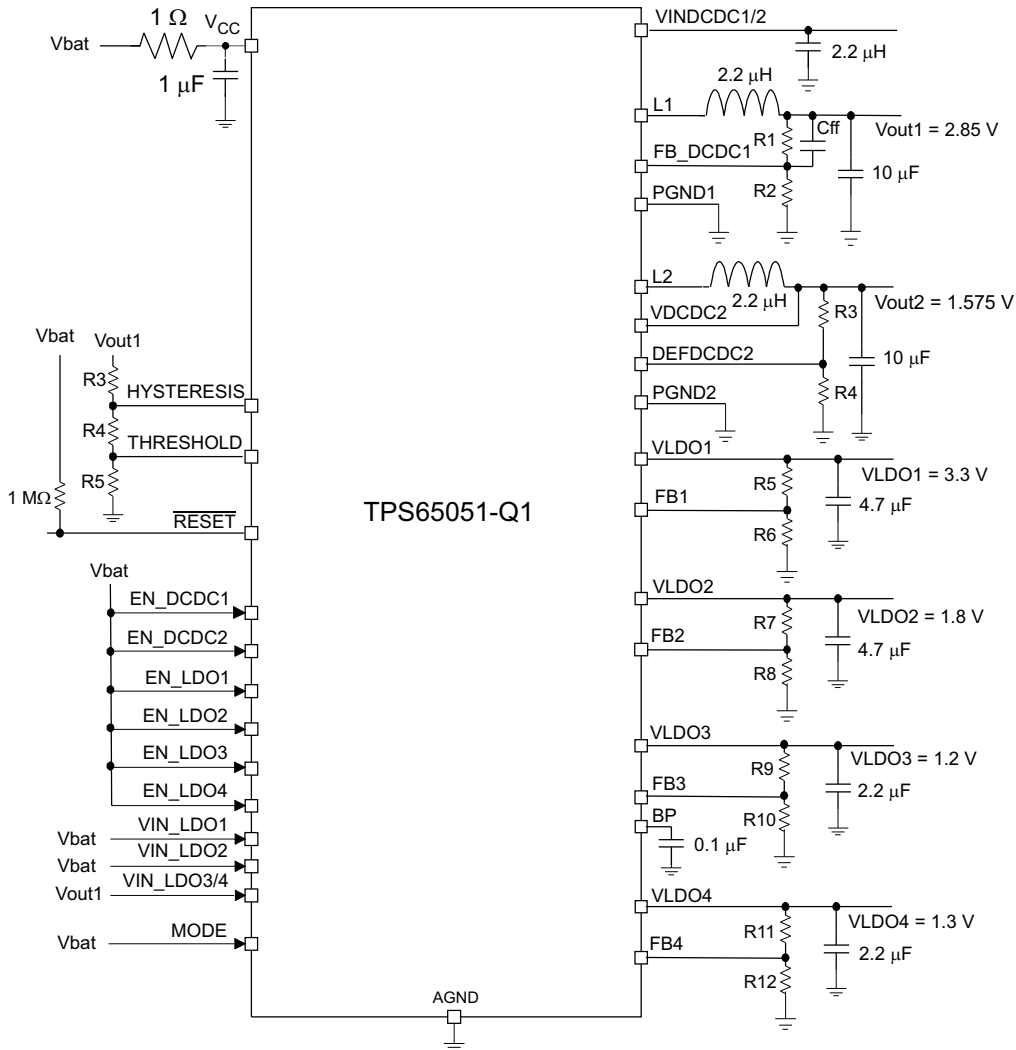 1 Ω
Vbat
VCC
1 μF
Vbat
Vout1
R3
HYSTERESIS
R4
THRESHOLD
R5
1 MΩ
RESET
Vbat
EN_DCDC1
EN_DCDC2
EN_LDO1
EN_LDO2
EN_LDO3
EN_LDO4
Vbat
VIN_LDO1
Vbat
VIN_LDO2
Vout1
VIN_LDO3/4
Vbat
MODE
TPS65051-Q1
AGND
VINDCDC1/2
2.2 μH
2.2 μH
L1
R1
Cff
Vout1 = 2.85 V
FB_DCDC1
10 μF
R2
PGND1
L2
2.2 μH
R3
Vout2 = 1.575 V
VDCDC2
DEFDCDC2
10 μF
R4
PGND2
VLDO1
R5
VLDO1 = 3.3 V
FB1
4.7 μF
R6
VLDO2
R7
VLDO2 = 1.8 V
FB2
4.7 μF
R8
VLDO3
R9
VLDO3 = 1.2 V
FB3
2.2 μF
R10
BP
0.1 μF
VLDO4
R11
VLDO4 = 1.3 V
FB4
2.2 μF
R12